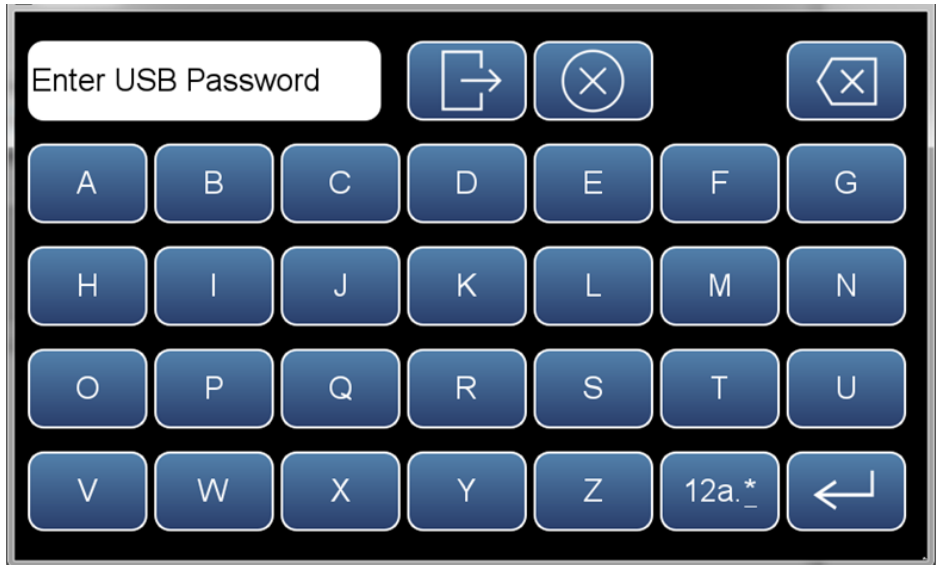 Enter USB Password
A B C D E F G
H I J K L M N
O P Q R S T U
V W X Y Z 12a.*_